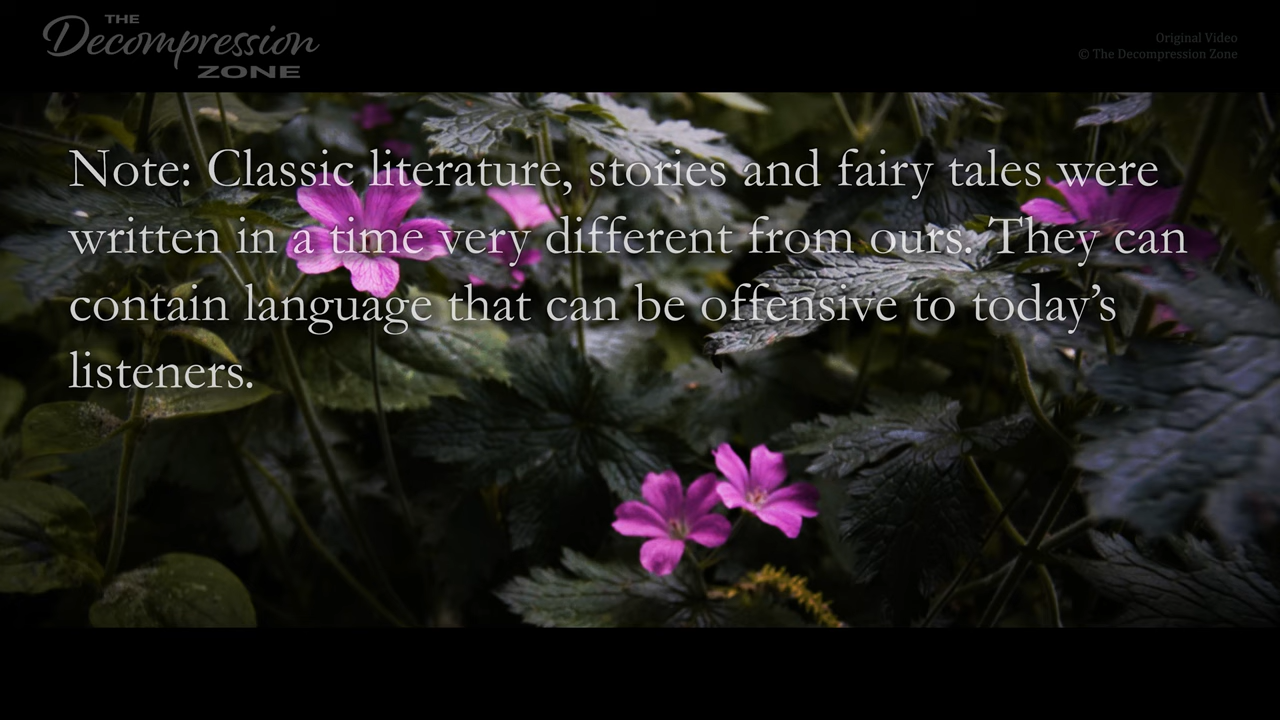 THE
Decompression
ZONE
Original Video
© The Decompression Zone
Note: Classic literature, stories and fairy tales were
written in a time very different from ours. They can
contain language that can be offensive to today’s
listeners.